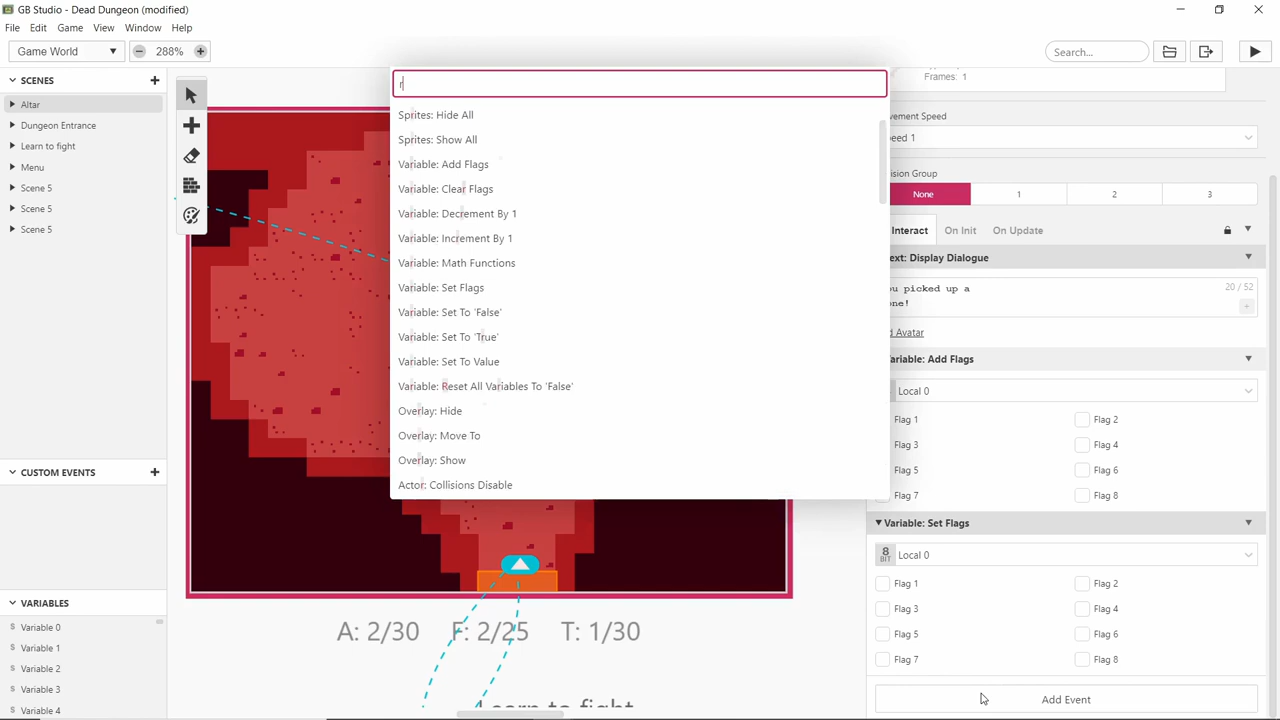 GB Studio - Dead Dungeon (modified)
File Edit Game View Window Help
Game World
288%
Search...
SCENES
Altar
Dungeon Entrance
Learn to fight
Menu
Scene 5
Scene 5
Scene 5
CUSTOM EVENTS
VARIABLES
S Variable 0
S Variable 1
S Variable 2
S Variable 3
S Variable 4
r
Sprites: Hide All
Sprites: Show All
Variable: Add Flags
Variable: Clear Flags
Variable: Decrement By 1
Variable: Increment By 1
Variable: Math Functions
Variable: Set Flags
Variable: Set To 'False'
Variable: Set To 'True'
Variable: Set To Value
Variable: Reset All Variables To 'False'
Overlay: Hide
Overlay: Move To
Overlay: Show
Actor: Collisions Disable
A: 2/30 F: 2/25 T: 1/30
Learn to fight
Frames: 1
vement Speed
eed 1
ision Group
None 1 2 3
Interact On Init On Update
ext: Display Dialogue
ou picked up a
one!
20 / 52
d Avatar
ariable: Add Flags
Local 0
Flag 1 Flag 2
Flag 3 Flag 4
Flag 5 Flag 6
Flag 7 Flag 8
Variable: Set Flags
8 BIT Local 0
Flag 1 Flag 2
Flag 3 Flag 4
Flag 5 Flag 6
Flag 7 Flag 8
Add Event